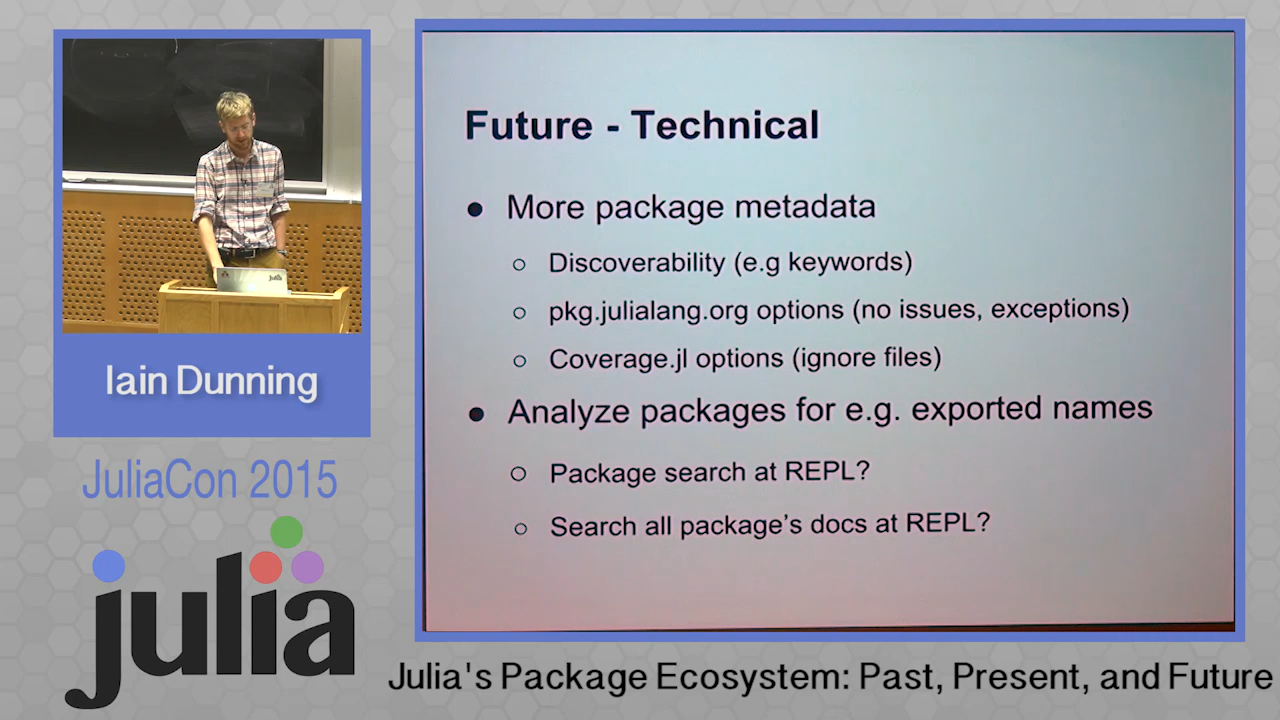 Future - Technical
● More package metadata
○ Discoverability (e.g keywords)
○ pkg.julialang.org options (no issues, exceptions)
○ Coverage.jl options (ignore files)
● Analyze packages for e.g. exported names
○ Package search at REPL?
○ Search all package's docs at REPL?
Iain Dunning
JuliaCon 2015
julia
Julia's Package Ecosystem: Past, Present, and Future
julia